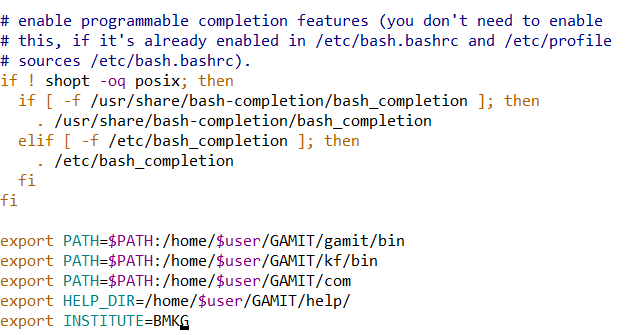 # enable programmable completion features (you don't need to enable
# this, if it's already enabled in /etc/bash.bashrc and /etc/profile
# sources /etc/bash.bashrc).
if ! shopt -oq posix; then
  if [ -f /usr/share/bash-completion/bash_completion ]; then
    . /usr/share/bash-completion/bash_completion
  elif [ -f /etc/bash_completion ]; then
    . /etc/bash_completion
  fi
fi

export PATH=$PATH:/home/$user/GAMIT/gamit/bin
export PATH=$PATH:/home/$user/GAMIT/kf/bin
export PATH=$PATH:/home/$user/GAMIT/com
export HELP_DIR=/home/$user/GAMIT/help/
export INSTITUTE=BMKG